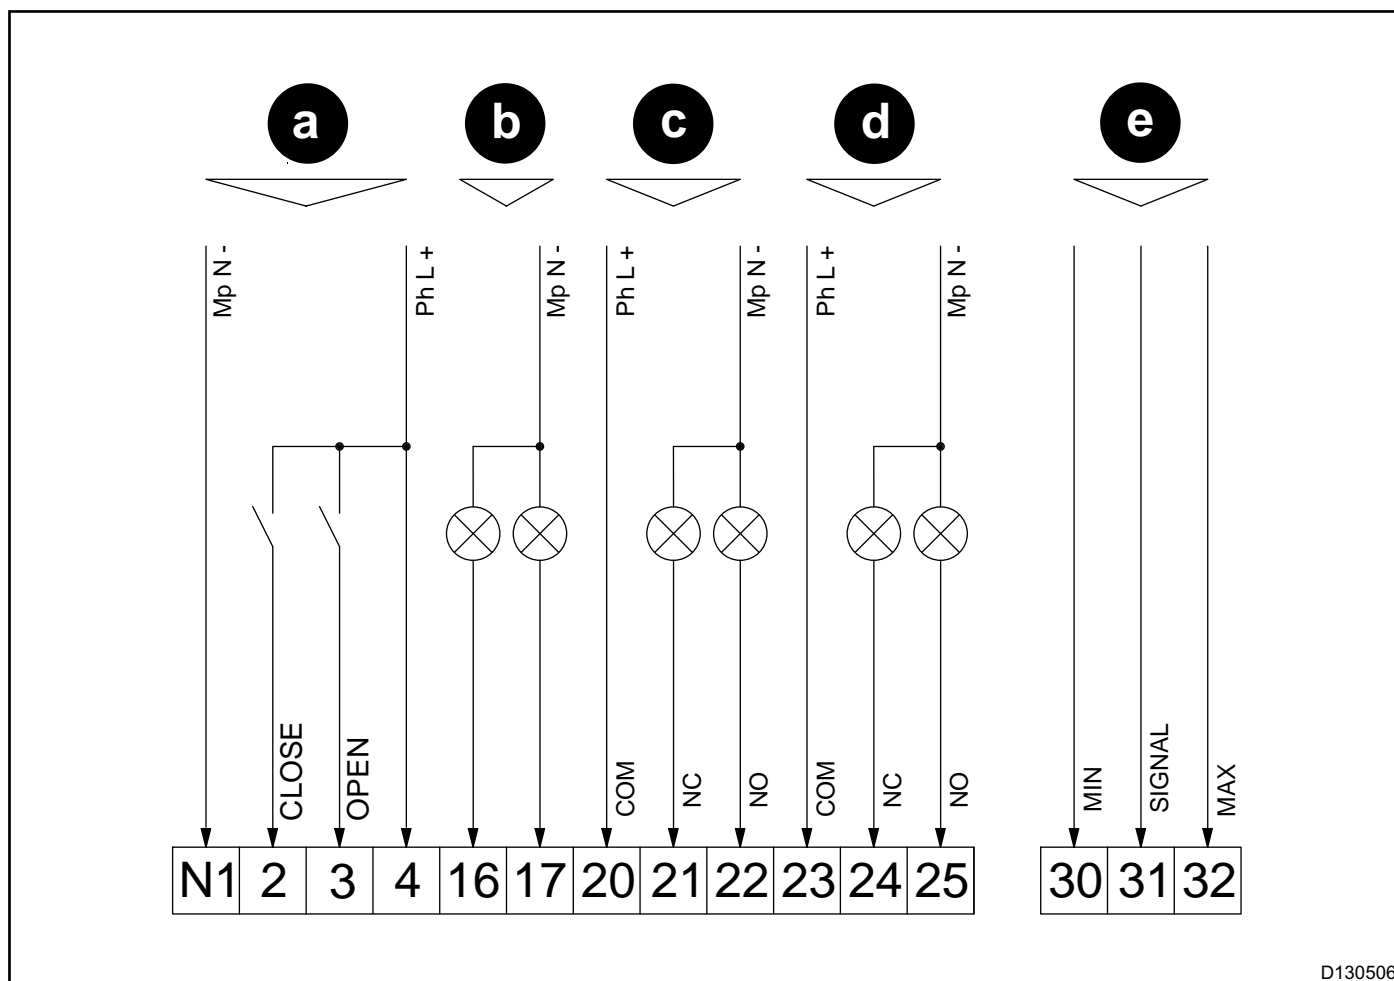 a b c d e
Mp N - Ph L + Mp N - Ph L + Mp N - Ph L + Mp N -
CLOSE OPEN COM NC NO COM NC NO MIN SIGNAL MAX
N1 2 3 4 16 17 20 21 22 23 24 25 30 31 32
D130506